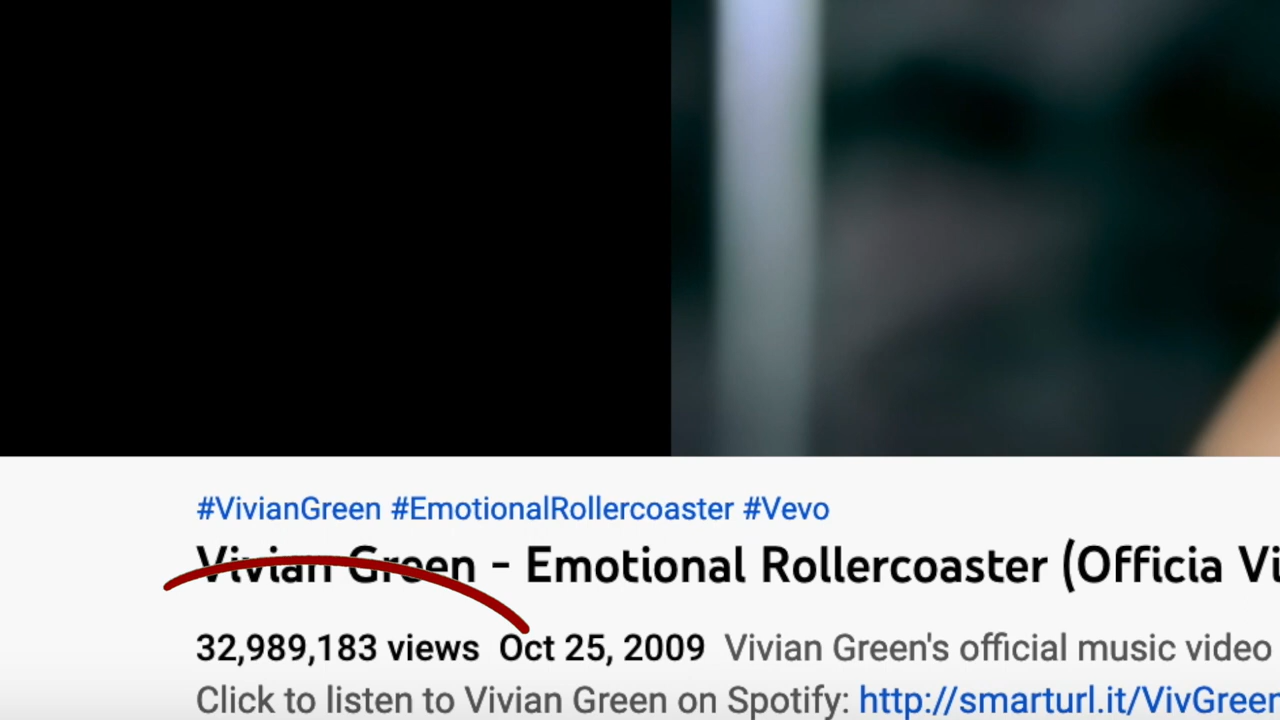 #VivianGreen #EmotionalRollercoaster #Vevo
Vivian Green - Emotional Rollercoaster (Officia Vi
32,989,183 views Oct 25, 2009 Vivian Green's official music video
Click to listen to Vivian Green on Spotify: http://smarturl.it/VivGreen